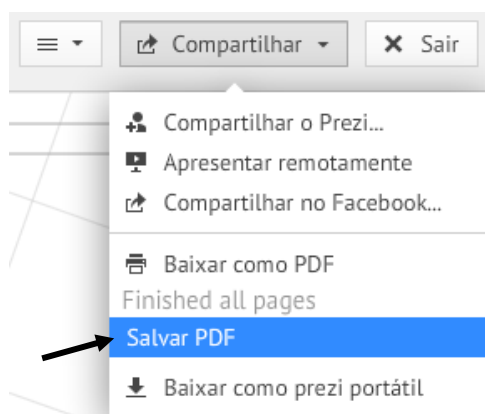 Compartilhar Sair
Compartilhar o Prezi...
Apresentar remotamente
Compartilhar no Facebook...
Baixar como PDF
Finished all pages
Salvar PDF
Baixar como prezi portátil